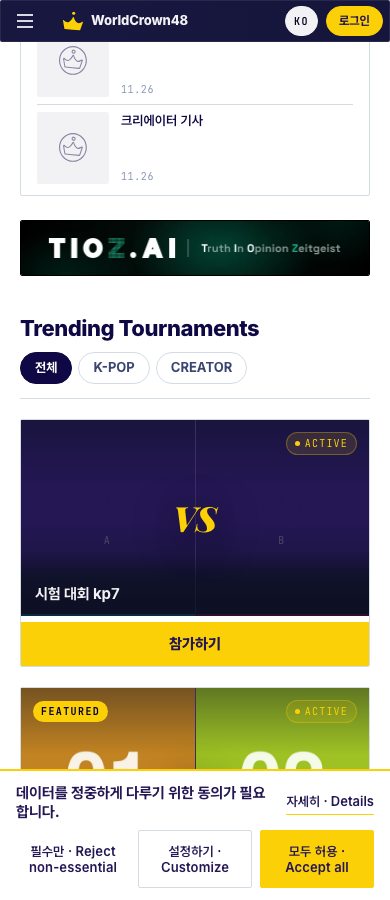 WorldCrown48
KO
로그인
11.26
크리에이터 기사
11.26
TIOZ.AI
Truth In Opinion Zeitgeist
Trending Tournaments
전체
K-POP
CREATOR
ACTIVE
VS
A
B
시험 대회 kp7
참가하기
FEATURED
ACTIVE
데이터를 정중하게 다루기 위한 동의가 필요
합니다.
자세히 · Details
필수만 · Reject
non-essential
설정하기 ·
Customize
모두 허용 ·
Accept all